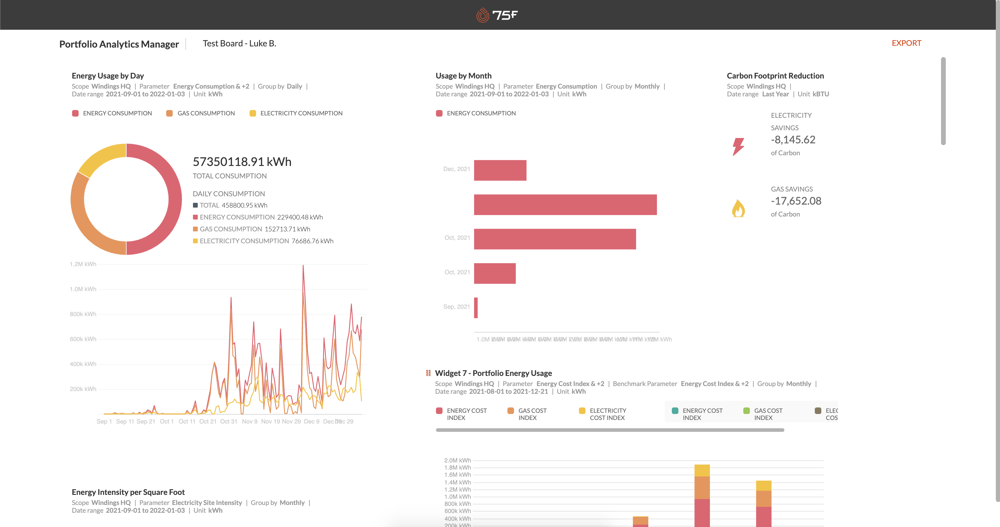 75F
Portfolio Analytics Manager
Test Board - Luke B.
EXPORT
Energy Usage by Day
Scope Windings HQ | Parameter Energy Consumption & +2 | Group by Daily |
Date range 2021-09-01 to 2022-01-03 | Unit kWh
ENERGY CONSUMPTION GAS CONSUMPTION ELECTRICITY CONSUMPTION
57350118.91 kWh
TOTAL CONSUMPTION
DAILY CONSUMPTION
TOTAL 458800.95 kWh
ENERGY CONSUMPTION 229400.48 kWh
GAS CONSUMPTION 152713.71 kWh
ELECTRICITY CONSUMPTION 76686.76 kWh
1.2M kWh
1.0M kWh
800k kWh
600k kWh
400k kWh
200k kWh
Sep 1 Sep 11 Sep 21 Oct 1 Oct 11 Oct 21 Oct 31 Nov 9 Nov 19 Nov 29 Dec 9 Dec 19 Dec 29
Usage by Month
Scope Windings HQ | Parameter Energy Consumption | Group by Monthly |
Date range 2021-09-01 to 2022-01-03 | Unit kWh
ENERGY CONSUMPTION
Dec, 2021
Oct, 2021
Oct, 2021
Sep, 2021
1.0M kWh
Carbon Footprint Reduction
Scope Windings HQ |
Date range Last Year | Unit kBTU
ELECTRICITY
SAVINGS
-8,145.62
of Carbon
GAS SAVINGS
-17,652.08
of Carbon
Widget 7 - Portfolio Energy Usage
Scope Windings HQ | Parameter Energy Cost Index & +2 | Benchmark Parameter Energy Cost Index & +2 | Group by Monthly |
Date range 2021-08-01 to 2021-12-21 | Unit kWh
ENERGY COST
INDEX
GAS COST
INDEX
ELECTRICITY
COST INDEX
ENERGY COST
INDEX
GAS COST
INDEX
ELEC
COS
2.0M kWh
1.8M kWh
1.6M kWh
1.4M kWh
1.2M kWh
1.0M kWh
800k kWh
600k kWh
400k kWh
200k kWh
Energy Intensity per Square Foot
Scope Windings HQ | Parameter Electricity Site Intensity | Group by Monthly |
Date range 2021-09-01 to 2022-01-03 | Unit kWh